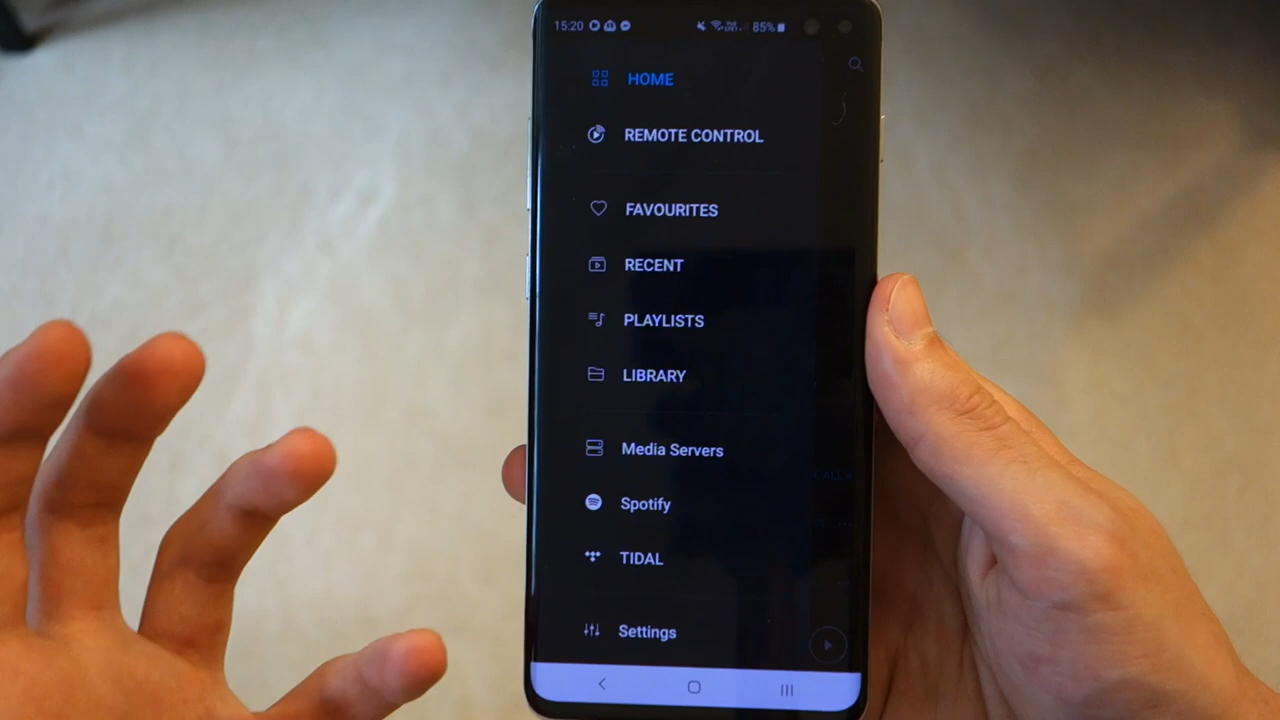 15:20
85%
HOME
REMOTE CONTROL
FAVOURITES
RECENT
PLAYLISTS
LIBRARY
Media Servers
Spotify
TIDAL
Settings